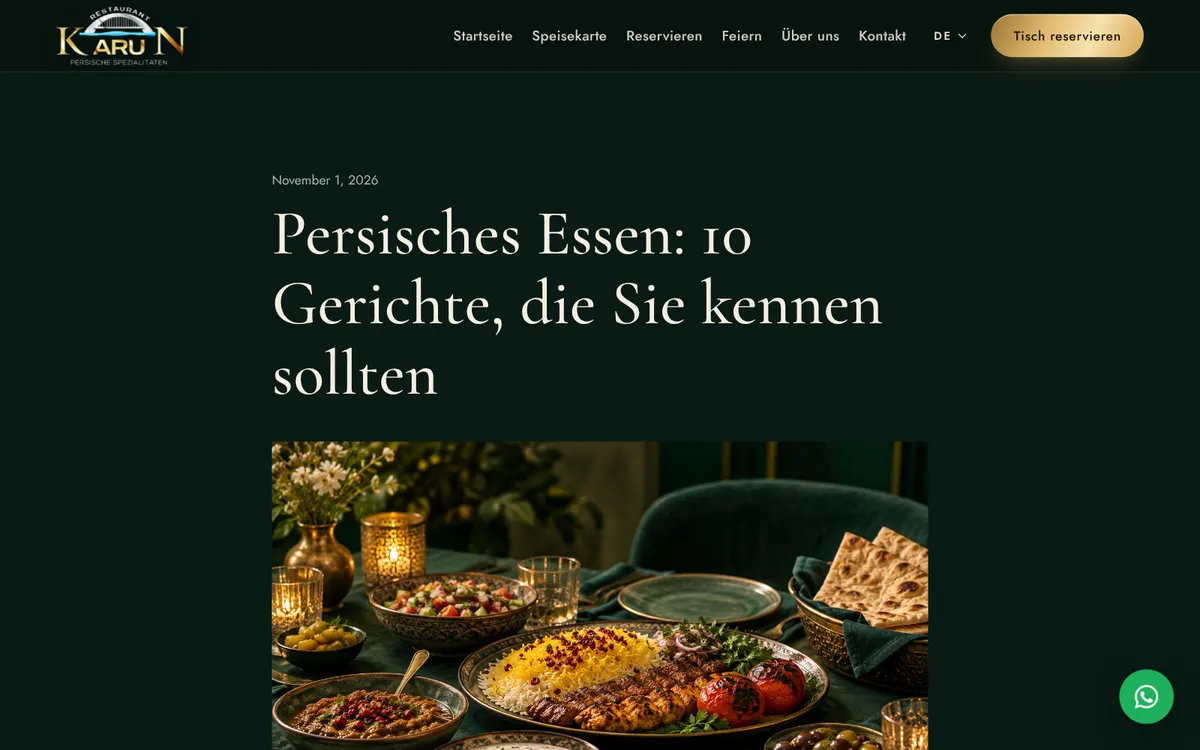 RESTAURANT
KARUN
PERSISCHE SPEZIALITÄTEN
Startseite
Speisekarte
Reservieren
Feiern
Über uns
Kontakt
DE
Tisch reservieren
November 1, 2026
Persisches Essen: 10
Gerichte, die Sie kennen
sollten